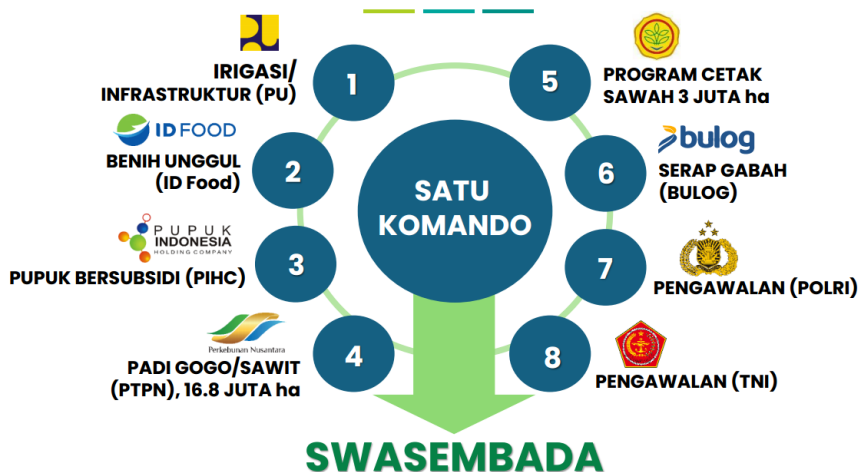 PU
1
IRIGASI/
INFRASTRUKTUR (PU)
ID FOOD
2
BENIH UNGGUL
(ID Food)
PUPUK
INDONESIA
HOLDING COMPANY
3
PUPUK BERSUBSIDI (PIHC)
Perkebunan Nusantara
4
PADI GOGO/SAWIT
(PTPN), 16.8 JUTA ha
SATU
KOMANDO
5
PROGRAM CETAK
SAWAH 3 JUTA ha
bulog
6
SERAP GABAH
(BULOG)
7
PENGAWALAN (POLRI)
8
PENGAWALAN (TNI)
SWASEMBADA